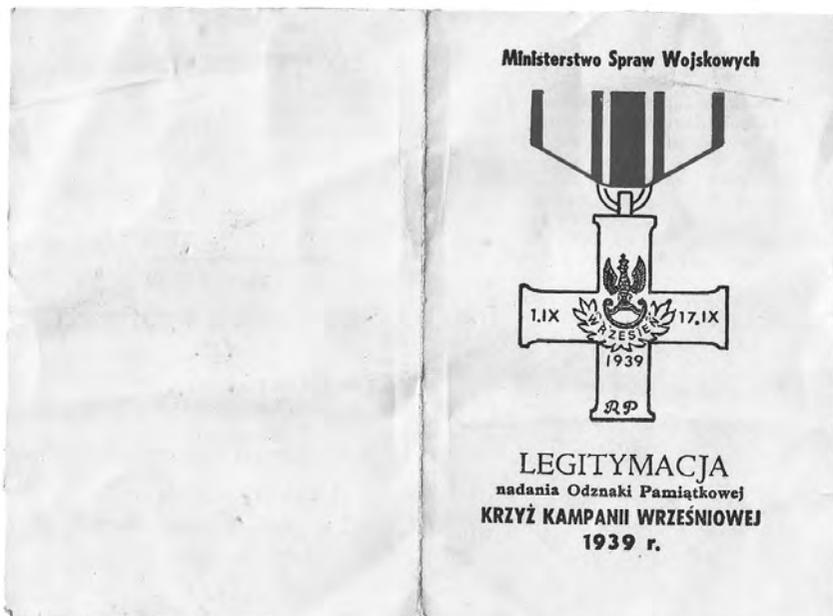 Ministerstwo Spraw Wojskowych
1.IX
17.IX
WRZESIEŃ
1939
RP
LEGITYMACJA
nadania Odznaki Pamiątkowej
KRZYŻ KAMPANII WRZEŚNIOWEJ
1939 r.